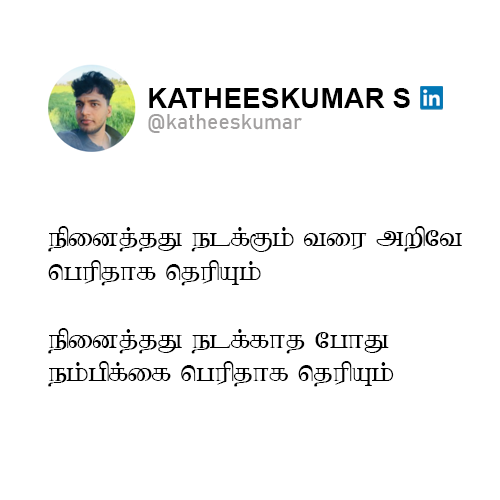 KATHEESKUMAR S in
@katheeskumar
நினைத்தது நடக்கும் வரை அறிவே
பெரிதாக தெரியும்
நினைத்தது நடக்காத போது
நம்பிக்கை பெரிதாக தெரியும்